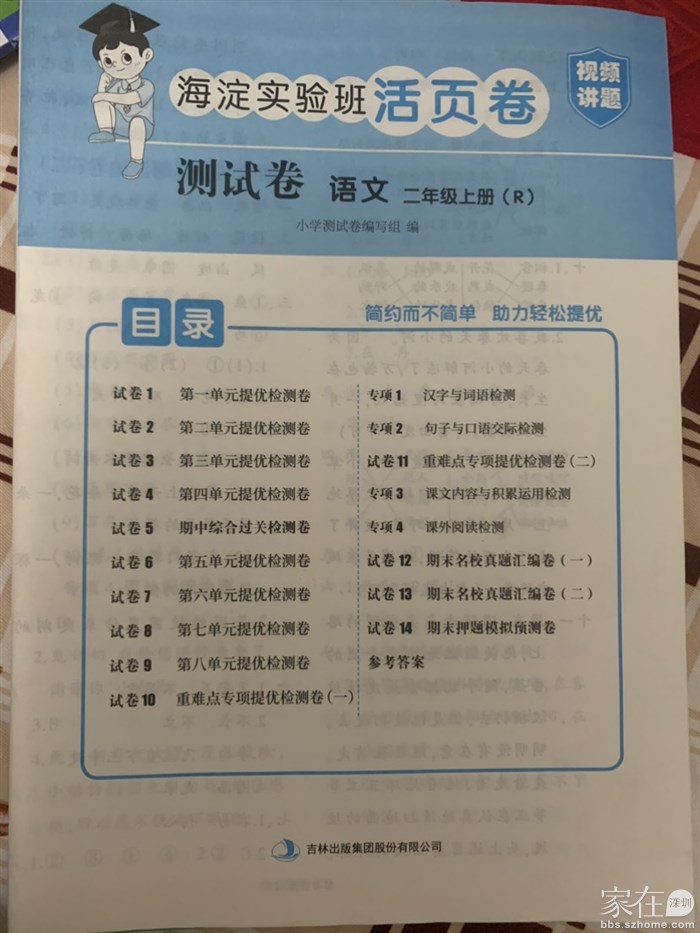 海淀实验班活页卷
视频
讲题
测试卷 语文 二年级上册（R）
小学测试卷编写组 编
目录
简约而不简单 助力轻松提优
试卷1 第一单元提优检测卷
试卷2 第二单元提优检测卷
试卷3 第三单元提优检测卷
试卷4 第四单元提优检测卷
试卷5 期中综合过关检测卷
试卷6 第五单元提优检测卷
试卷7 第六单元提优检测卷
试卷8 第七单元提优检测卷
试卷9 第八单元提优检测卷
试卷10 重难点专项提优检测卷（一）
专项1 汉字与词语检测
专项2 句子与口语交际检测
试卷11 重难点专项提优检测卷（二）
专项3 课文内容与积累运用检测
专项4 课外阅读检测
试卷12 期末名校真题汇编卷（一）
试卷13 期末名校真题汇编卷（二）
试卷14 期末押题模拟预测卷
参考答案
吉林出版集团股份有限公司
家在深圳
bbs.szhome.com